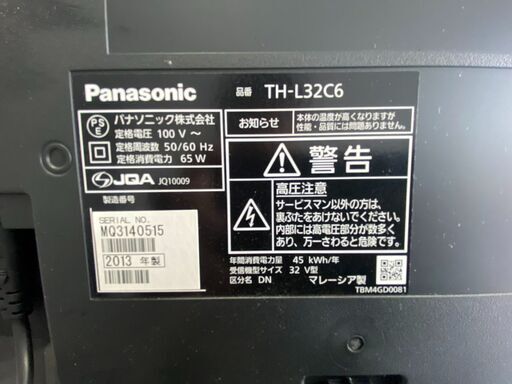 Panasonic
品番 TH-L32C6
PS
E
パナソニック株式会社
定格電圧 100 V ～
定格周波数 50/60 Hz
定格消費電力 65 W
JQA JQ10009
製造番号
SERIAL NO.
MQ3140515
2013 年製
お知らせ
本体の温度が高くなりますが
性能・品質には問題ありません。
警告
高圧注意
サービスマン以外の方は、
裏ぶたをあけないでください。
内部には高電圧部分が数多く
あり、万一さわると危険です。
年間消費電力量 45 kWh/年
受信機型サイズ 32 V型
区分名 DN
マレーシア製
TBM4GD0081